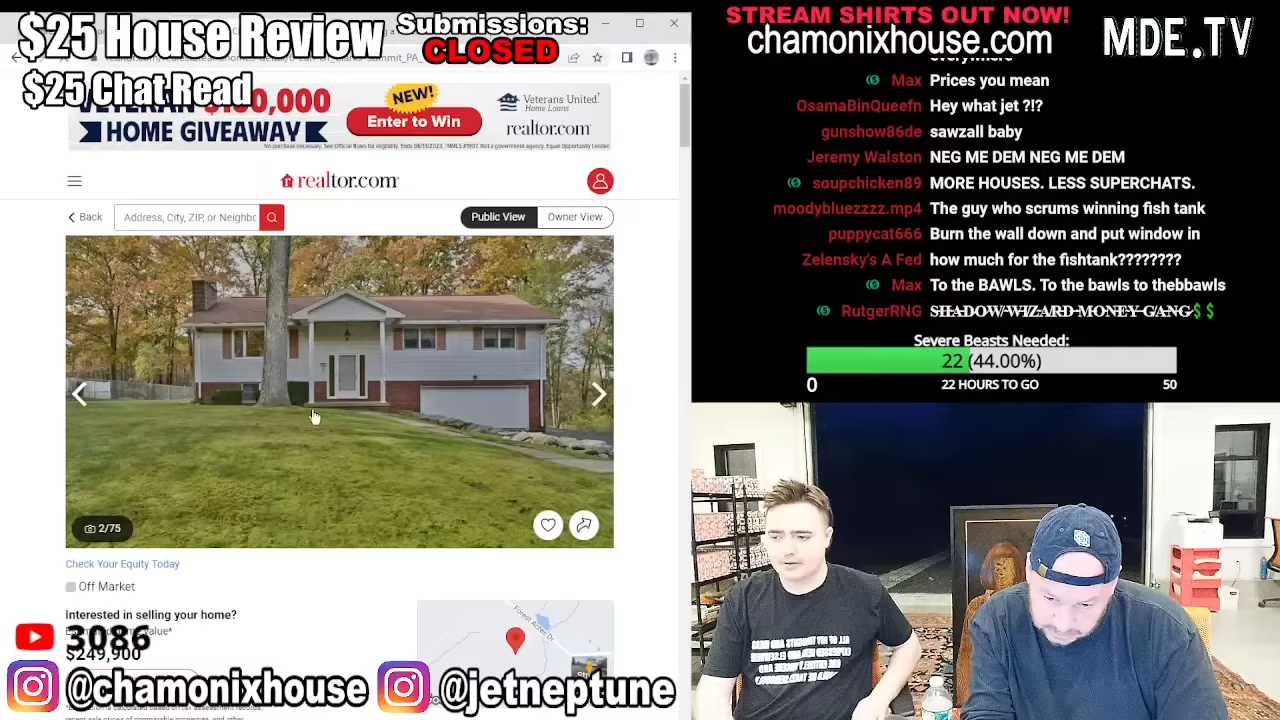 $25 House Review
$25 Chat Read
Submissions:
CLOSED
$100,000
HOME GIVEAWAY
NEW!
Enter to Win
Veterans United
Home Loans
realtor.com
realtor.com
Back
Address, City, ZIP, or Neighbo
Public View
Owner View
2/75
Check Your Equity Today
Off Market
Interested in selling your home?
$249,900
Forest Acres Dr
3086
@chamonixhouse
@jetneptune
STREAM SHIRTS OUT NOW!
chamonixhouse.com
MDE.TV
everywhere
Max Prices you mean
OsamaBinQueefn Hey what jet ?!?
gunshow86de sawzall baby
Jeremy Walston NEG ME DEM NEG ME DEM
soupchicken89 MORE HOUSES. LESS SUPERCHATS.
moodybluezzzz.mp4 The guy who scrums winning fish tank
puppycat666 Burn the wall down and put window in
Zelensky's A Fed how much for the fishtank????????
Max To the BAWLS. To the bawls to thebbawls
RutgerRNG SHADOW WIZARD MONEY GANG$$
Severe Beasts Needed:
22 (44.00%)
0
22 HOURS TO GO
50